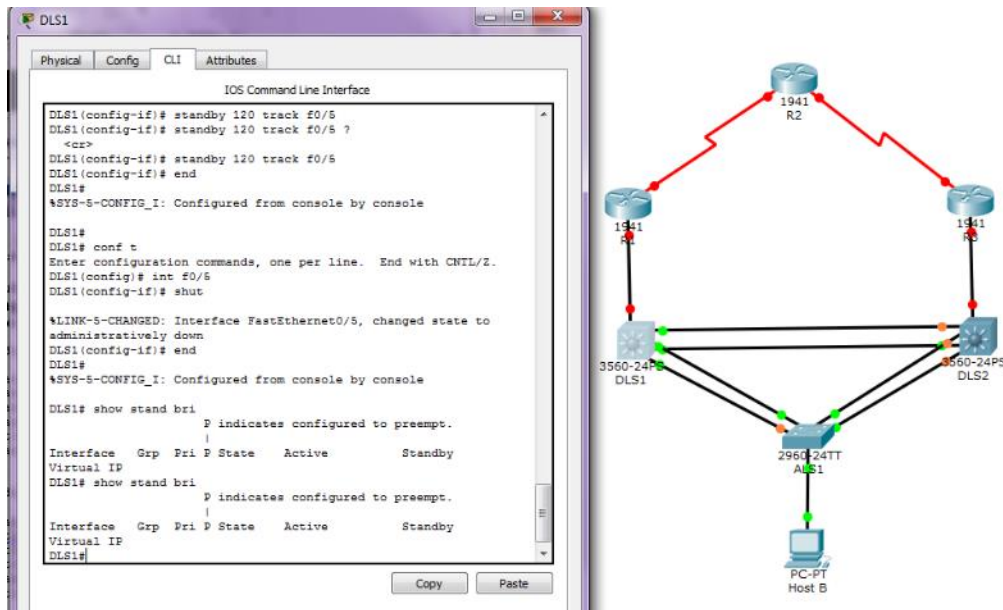 DLS1
Physical Config CLI Attributes
IOS Command Line Interface
DLS1(config-if)# standby 120 track f0/5
DLS1(config-if)# standby 120 track f0/5 ?
<cr>
DLS1(config-if)# standby 120 track f0/5
DLS1(config-if)# end
DLS1#
%SYS-5-CONFIG_I: Configured from console by console
DLS1#
DLS1# conf t
Enter configuration commands, one per line. End with CNTL/Z.
DLS1(config)# int f0/5
DLS1(config-if)# shut
%LINK-5-CHANGED: Interface FastEthernet0/5, changed state to
administratively down
DLS1(config-if)# end
DLS1#
%SYS-5-CONFIG_I: Configured from console by console
DLS1# show stand bri
P indicates configured to preempt.
|
Interface Grp Pri P State Active Standby
Virtual IP
DLS1# show stand bri
P indicates configured to preempt.
|
Interface Grp Pri P State Active Standby
Virtual IP
DLS1#
Copy Paste
1941
R2
1941
R1
1941
R3
3560-24PS
DLS1
3560-24PS
DLS2
2960-24TT
ALS1
PC-PT
Host B